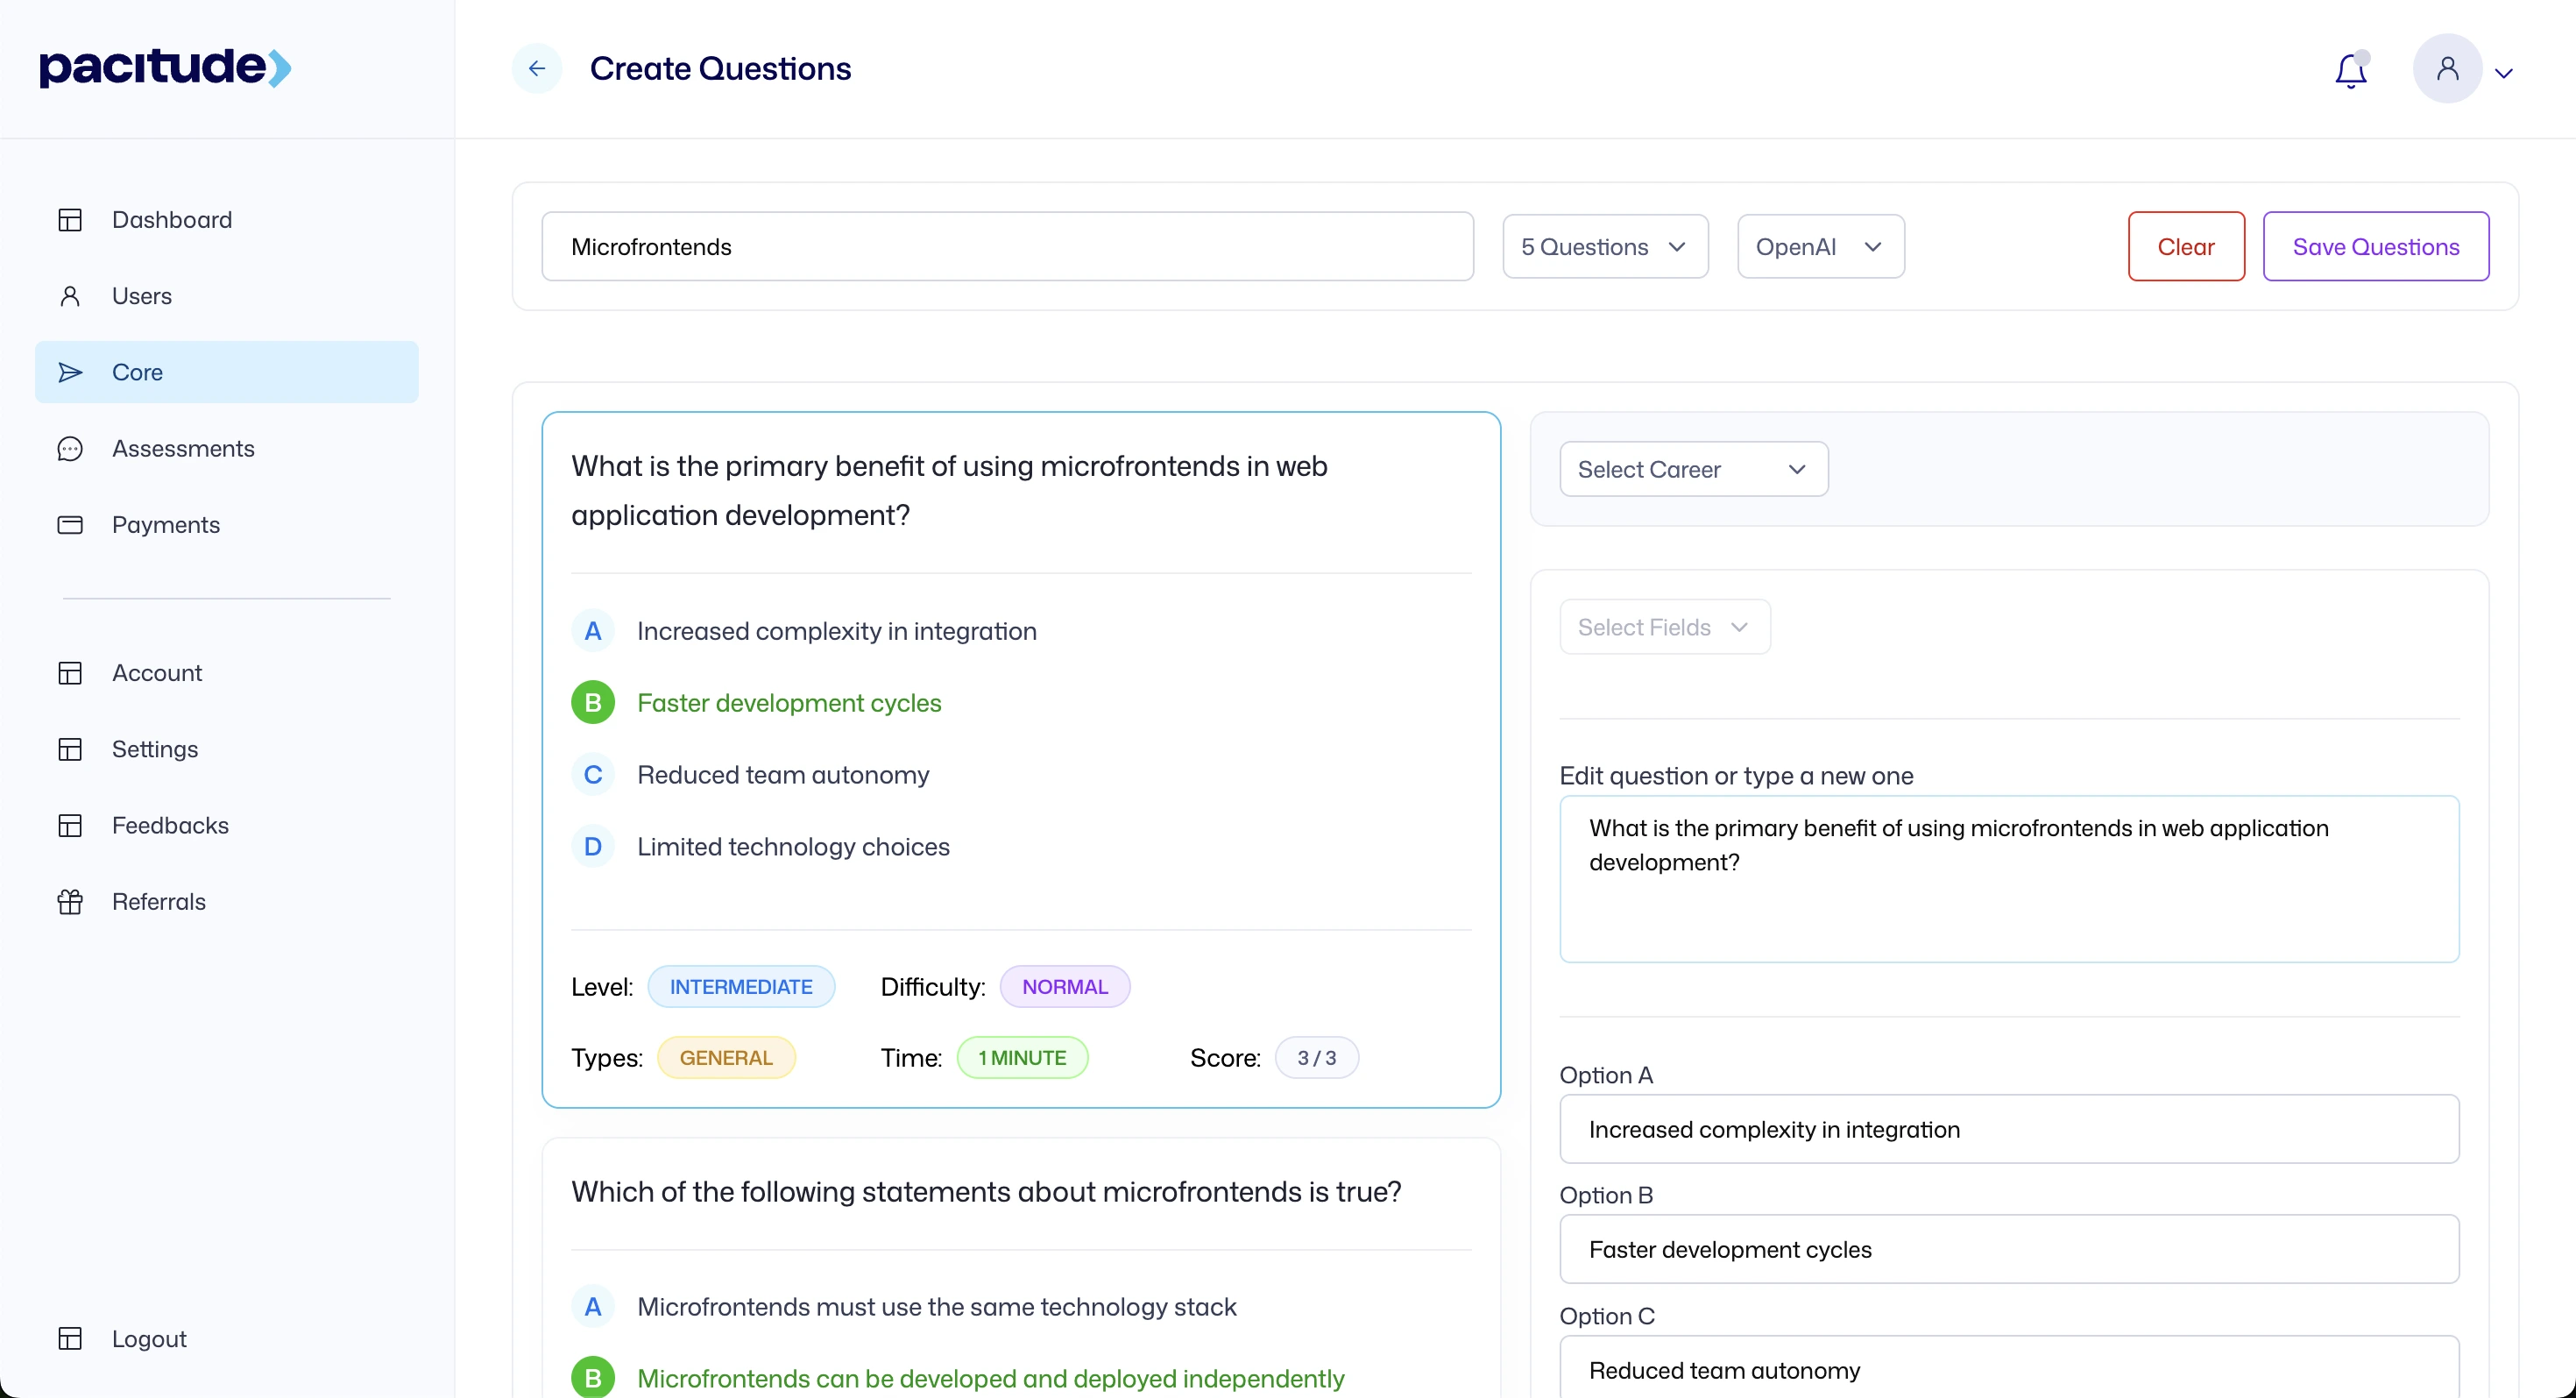 pacitude
Create Questions
Dashboard
Users
Core
Assessments
Payments
Account
Settings
Feedbacks
Referrals
Logout
Microfrontends
5 Questions
OpenAI
Clear
Save Questions
What is the primary benefit of using microfrontends in web
application development?
A Increased complexity in integration
B Faster development cycles
C Reduced team autonomy
D Limited technology choices
Level: INTERMEDIATE Difficulty: NORMAL
Types: GENERAL Time: 1 MINUTE Score: 3 / 3
Which of the following statements about microfrontends is true?
A Microfrontends must use the same technology stack
B Microfrontends can be developed and deployed independently
Select Career
Select Fields
Edit question or type a new one
What is the primary benefit of using microfrontends in web application
development?
Option A
Increased complexity in integration
Option B
Faster development cycles
Option C
Reduced team autonomy